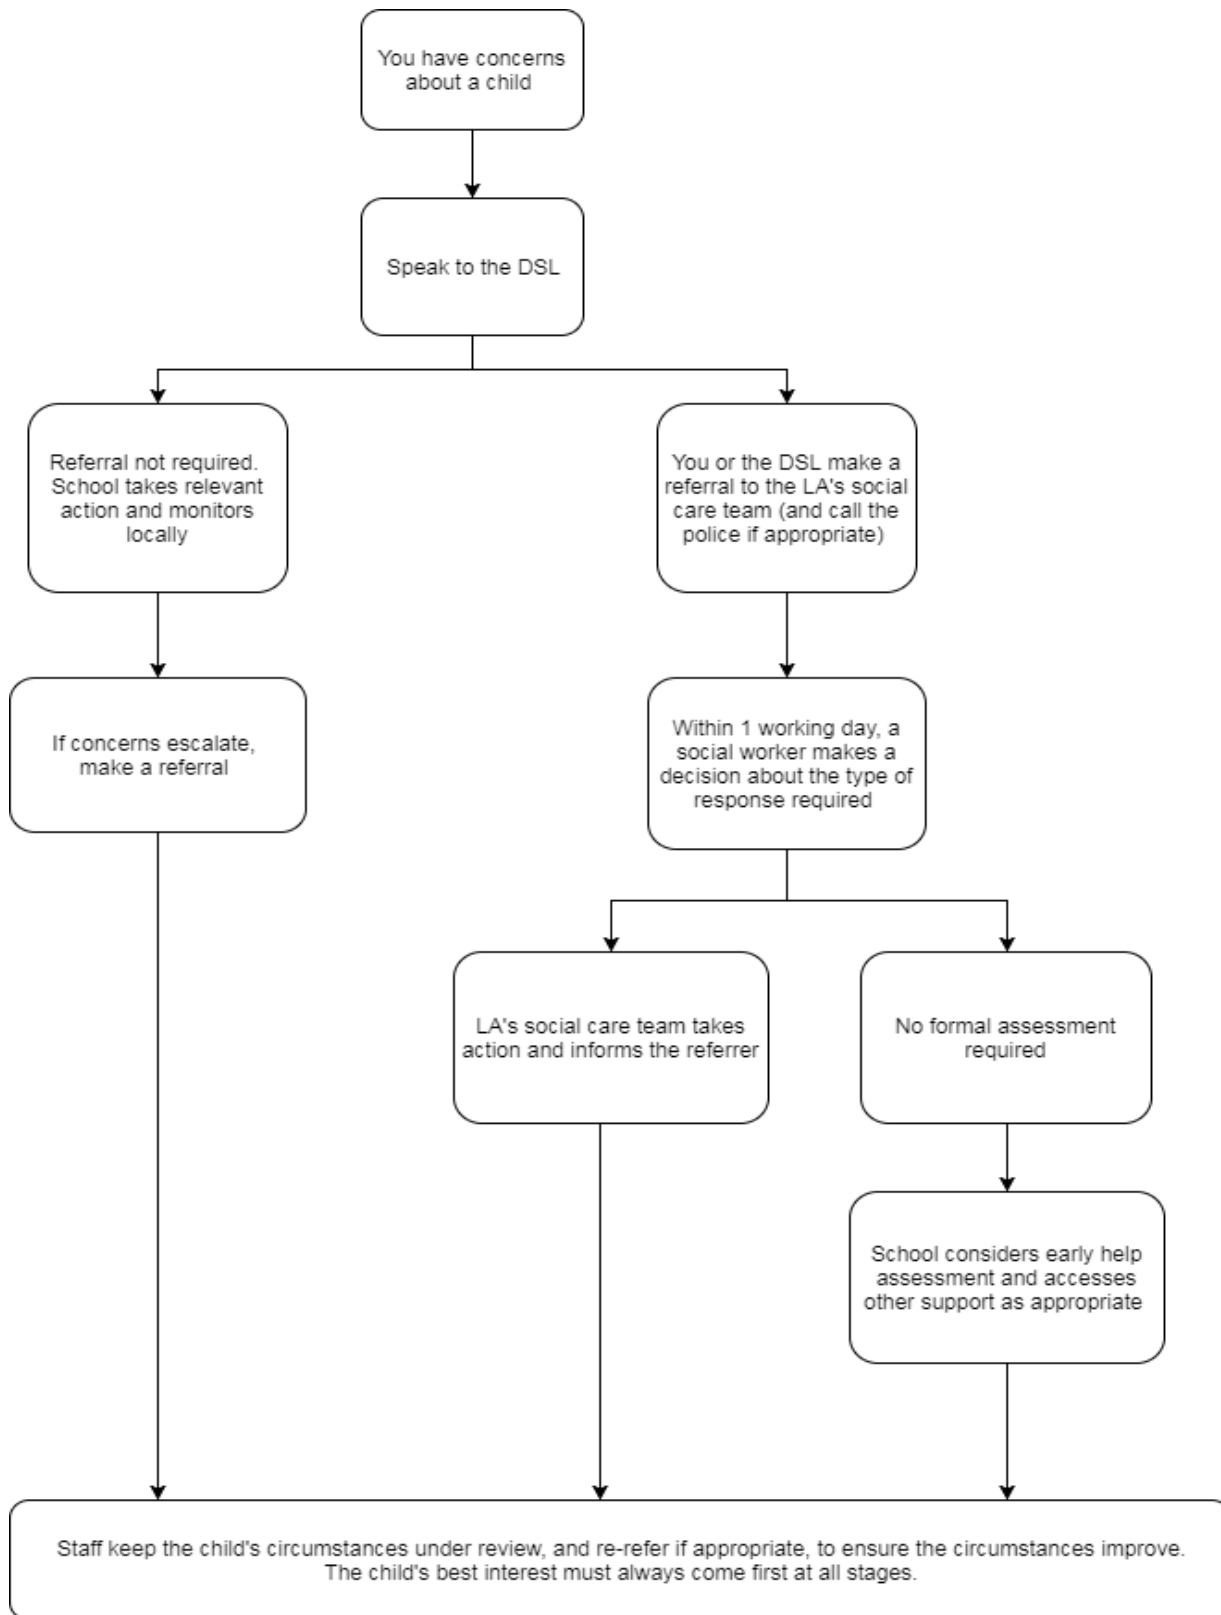 You have concerns
about a child
Speak to the DSL
Referral not required.
School takes relevant
action and monitors
locally
You or the DSL make a
referral to the LA's social
care team (and call the
police if appropriate)
If concerns escalate,
make a referral
Within 1 working day, a
social worker makes a
decision about the type of
response required
LA's social care team takes
action and informs the referrer
No formal assessment
required
School considers early help
assessment and accesses
other support as appropriate
Staff keep the child's circumstances under review, and re-refer if appropriate, to ensure the circumstances improve.
The child's best interest must always come first at all stages.